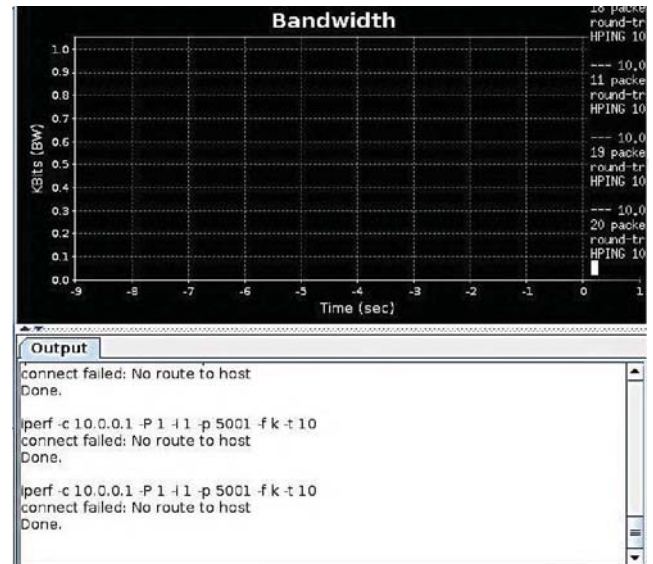 Bandwidth
KBits (BW)
1.0
0.9
0.8
0.7
0.6
0.5
0.4
0.3
0.2
0.1
0.0
-9 -8 -7 -6 -5 -4 -3 -2 -1 0 1
Time (sec)
18 packe
round-tr
HPING 10
--- 10.0
11 packe
round-tr
HPING 10
--- 10.0
19 packe
round-tr
HPING 10
--- 10.0
20 packe
round-tr
HPING 10
Output
connect failed: No route to host
Done.
iperf -c 10.0.0.1 -P 1 -i 1 -p 5001 -f k -t 10
connect failed: No route to host
Done.
iperf -c 10.0.0.1 -P 1 -i 1 -p 5001 -f k -t 10
connect failed: No route to host
Done.